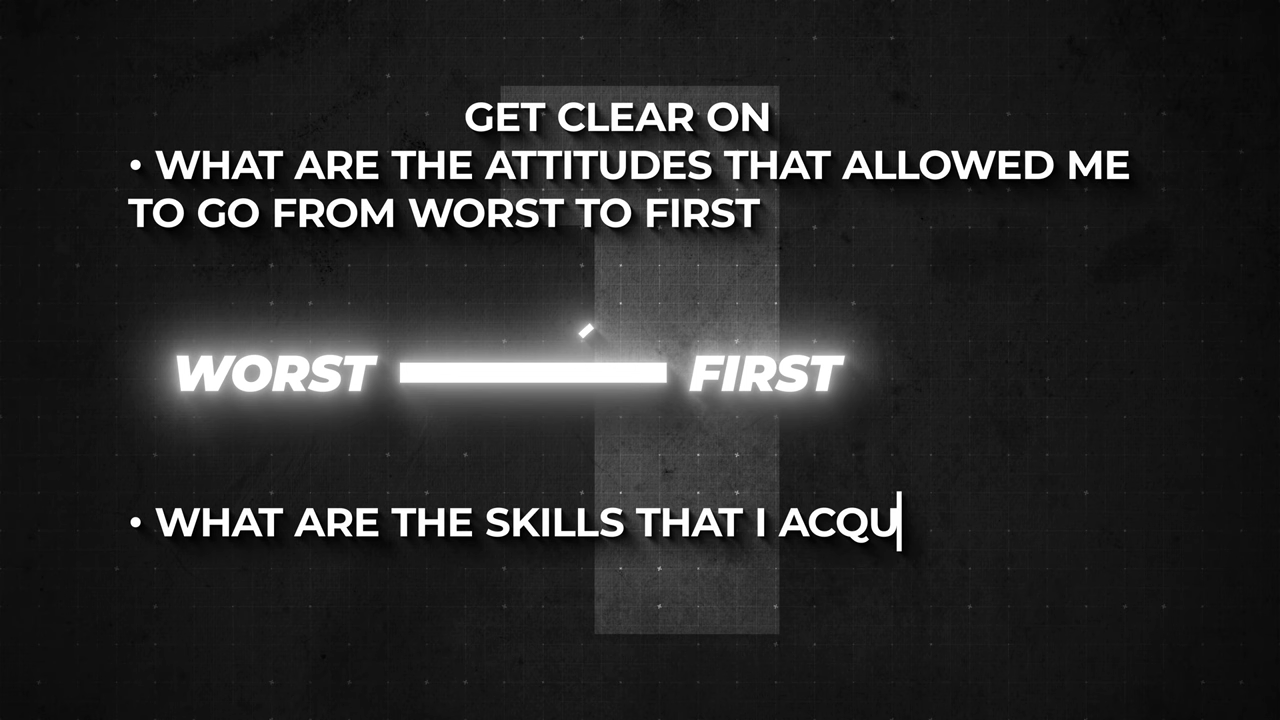 GET CLEAR ON
• WHAT ARE THE ATTITUDES THAT ALLOWED ME
TO GO FROM WORST TO FIRST
WORST FIRST
• WHAT ARE THE SKILLS THAT I ACQU